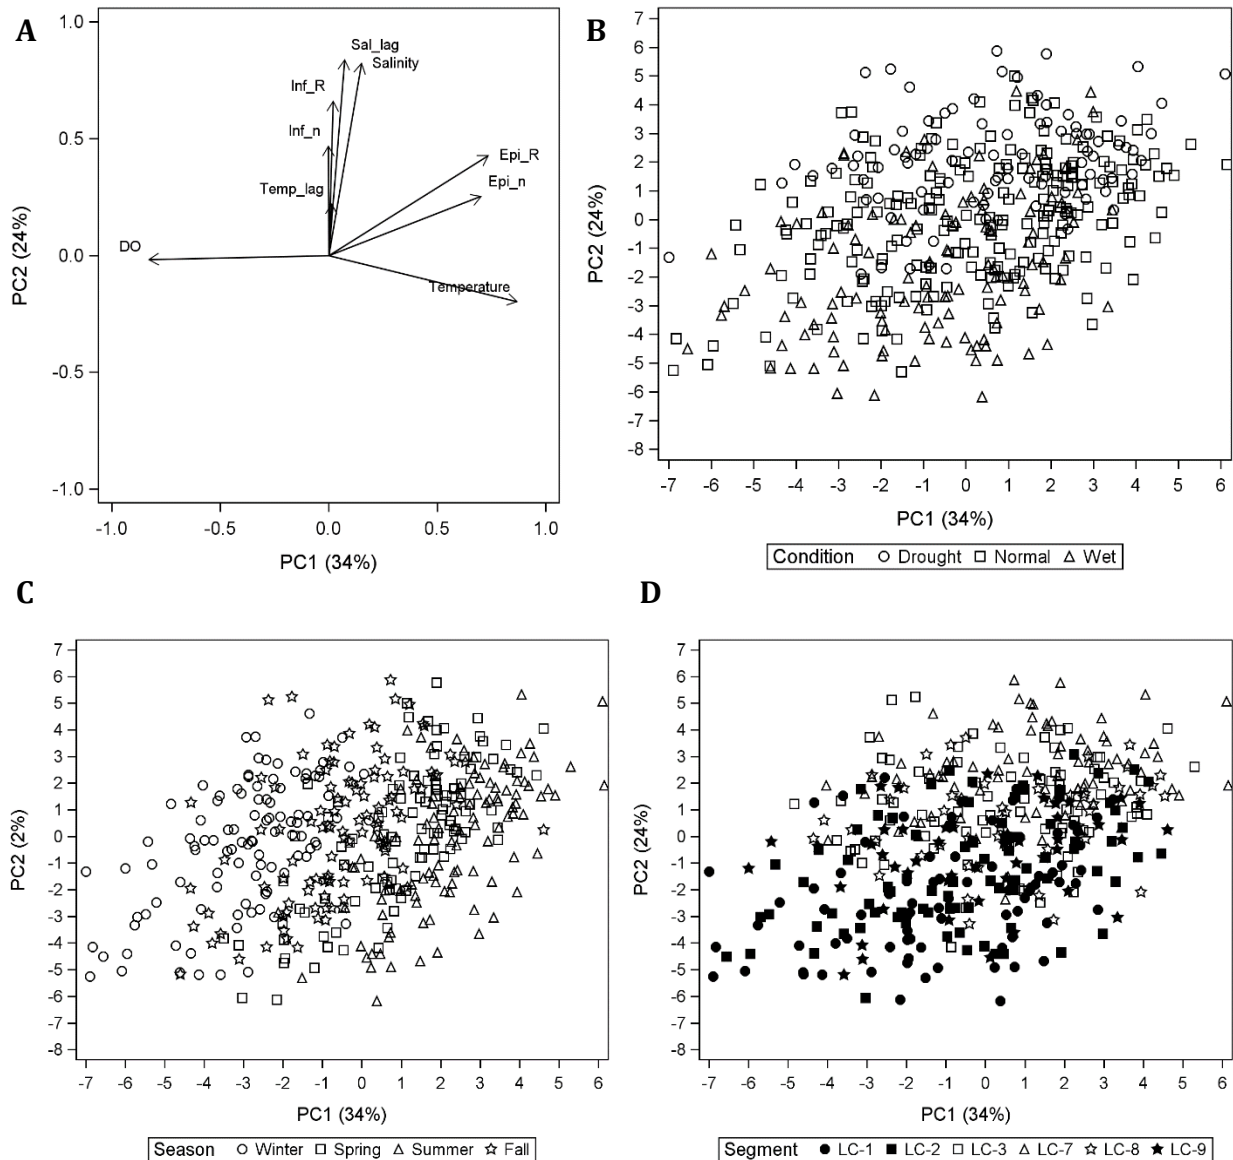 A
1.0
0.5
0.0
-0.5
-1.0
PC2 (24%)
Sal_lag
Salinity
Inf_R
Inf_n
Epi_R
Epi_n
Temp_lag
DO
Temperature
-1.0 -0.5 0.0 0.5 1.0
PC1 (34%)
B
7
6
5
4
3
2
1
0
-1
-2
-3
-4
-5
-6
-7
-8
PC2 (24%)
-7 -6 -5 -4 -3 -2 -1 0 1 2 3 4 5 6
PC1 (34%)
Condition Drought Normal Wet
C
7
6
5
4
3
2
1
0
-1
-2
-3
-4
-5
-6
-7
-8
PC2 (2%)
-7 -6 -5 -4 -3 -2 -1 0 1 2 3 4 5 6
PC1 (34%)
Season Winter Spring Summer Fall
D
7
6
5
4
3
2
1
0
-1
-2
-3
-4
-5
-6
-7
-8
PC2 (24%)
-7 -6 -5 -4 -3 -2 -1 0 1 2 3 4 5 6
PC1 (34%)
Segment LC-1 LC-2 LC-3 LC-7 LC-8 LC-9